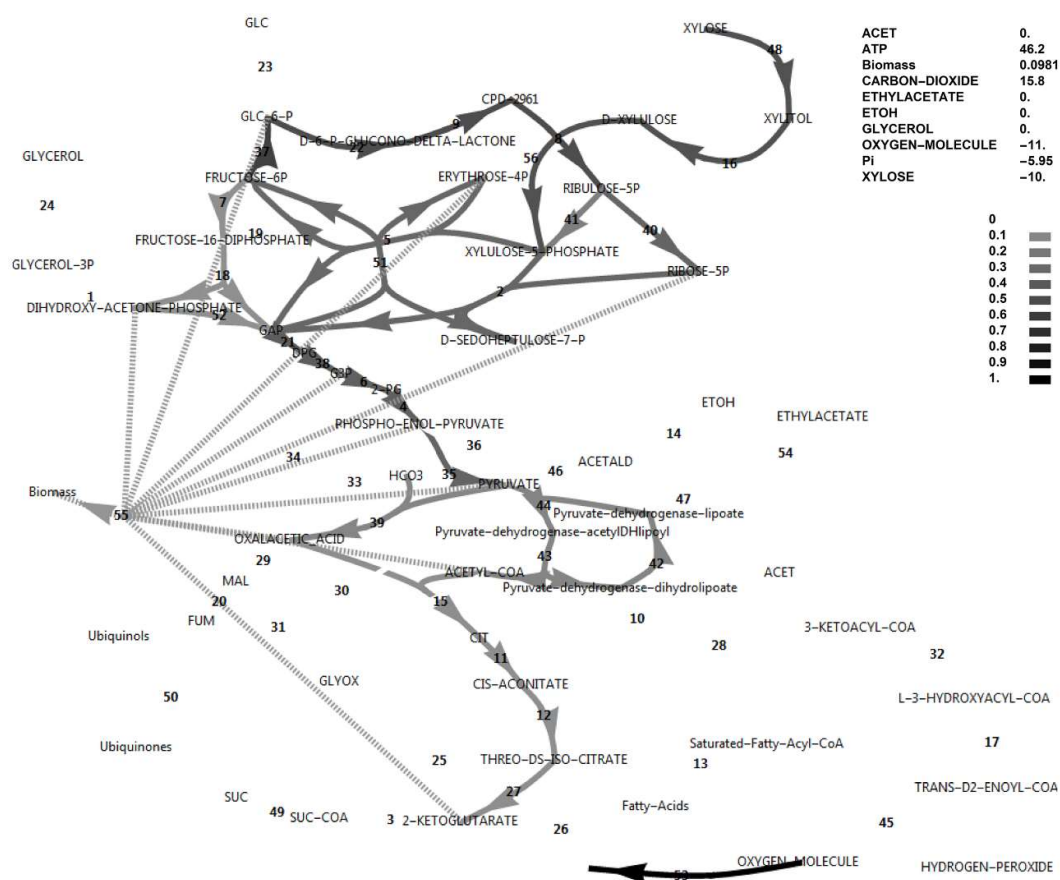 GLC
XYLOSE
ACET 0.
ATP 46.2
Biomass 0.0981
CARBON-DIOXIDE 15.8
ETHYLACETATE 0.
ETOH 0.
GLYCEROL 0.
OXYGEN-MOLECULE -11.
Pi -5.95
XYLOSE -10.
48
23
CPD-2961
GLC-6-P
9
D-XYLULOSE
XYLITOL
D-6-P-GLUCONO-DELTA-LACTONE
8
22
37
GLYCEROL
56
16
FRUCTOSE-6P
ERYTHROSE-4P
RIBULOSE-5P
24
7
41
40
19
FRUCTOSE-16-DIPHOSPHATE
5
XYLULOSE-5-PHOSPHATE
GLYCEROL-3P
51
18
RIBOSE-5P
1
2
DIHYDROXY-ACETONE-PHOSPHATE
52
GAP
21
D-SEDOHEPTULOSE-7-P
DPG
38
G3P
6
2-PG
4
0
0.1
0.2
0.3
0.4
0.5
0.6
0.7
0.8
0.9
1.
ETOH
ETHYLACETATE
PHOSPHO-ENOL-PYRUVATE
14
36
54
34
ACETALD
46
33
HCO3
35
PYRUVATE
Biomass
47
44
55
Pyruvate-dehydrogenase-lipoate
39
Pyruvate-dehydrogenase-acetylDHlipoyl
OXALACETIC_ACID
29
43
42
MAL
30
ACETYL-COA
ACET
Pyruvate-dehydrogenase-dihydrolipoate
20
15
FUM
10
31
Ubiquinols
CIT
3-KETOACYL-COA
28
32
11
GLYOX
CIS-ACONITATE
50
L-3-HYDROXYACYL-COA
12
Ubiquinones
Saturated-Fatty-Acyl-CoA
17
25
THREO-DS-ISO-CITRATE
13
27
TRANS-D2-ENOYL-COA
SUC
Fatty-Acids
49
SUC-COA
3
2-KETOGLUTARATE
26
45
OXYGEN-MOLECULE
HYDROGEN-PEROXIDE
53